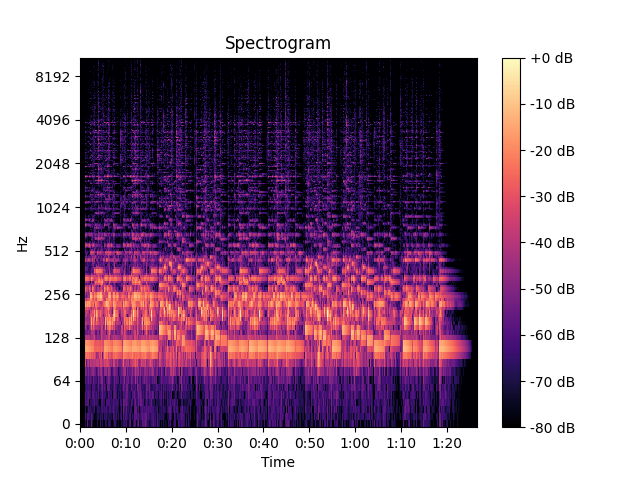 Spectrogram
8192
4096
2048
1024
512
256
128
64
0
Hz
0:00 0:10 0:20 0:30 0:40 0:50 1:00 1:10 1:20
Time
+0 dB
-10 dB
-20 dB
-30 dB
-40 dB
-50 dB
-60 dB
-70 dB
-80 dB